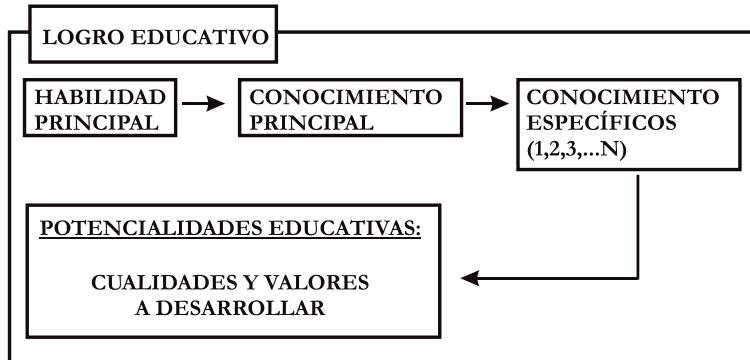 LOGRO EDUCATIVO
HABILIDAD
PRINCIPAL
CONOCIMIENTO
PRINCIPAL
CONOCIMIENTO
ESPECÍFICOS
(1,2,3,...N)
POTENCIALIDADES EDUCATIVAS:
CUALIDADES Y VALORES
A DESARROLLAR